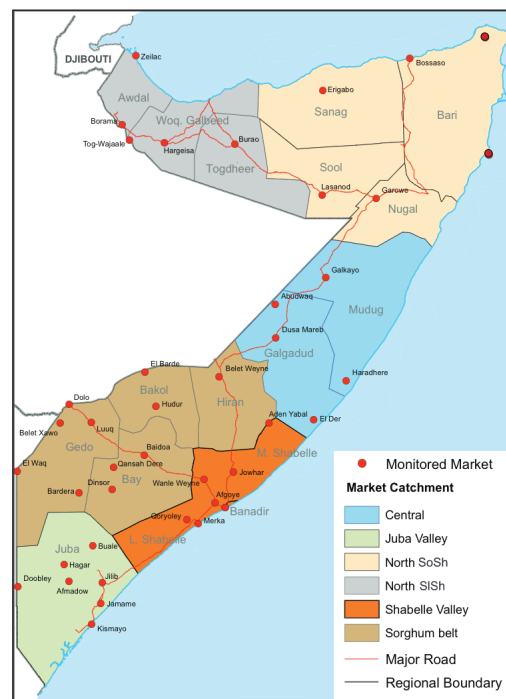 DJIBOUTI
Zeilac
Bossaso
Awdal
Erigabo
Sanag
Bari
Borama
Woq. Galbeed
Tog-Wajaale
Hargeisa
Burao
Togdheer
Sool
Lasanod
Garowe
Nugal
Galkayo
Abudwaq
Mudug
Dusa Mareb
Galgadud
El Barde
Belet Weyne
Haradhere
Bakol
Dolo
Hudur
Hiran
Aden Yabal
El Der
Belet Xawo
Luuq
Gedo
Baidoa
M. Shabelle
El Waq
Qansah Dere
Bay
Jowhar
Dinsor
Wanle Weyne
Bardera
Afgoye
Banadir
Qoryoley
Merka
L. Shabelle
Juba
Buale
Hagar
Doobley
Jilib
Afmadow
Jamame
Kismayo
Monitored Market
Market Catchment
Central
Juba Valley
North SoSh
North SlSh
Shabelle Valley
Sorghum belt
Major Road
Regional Boundary